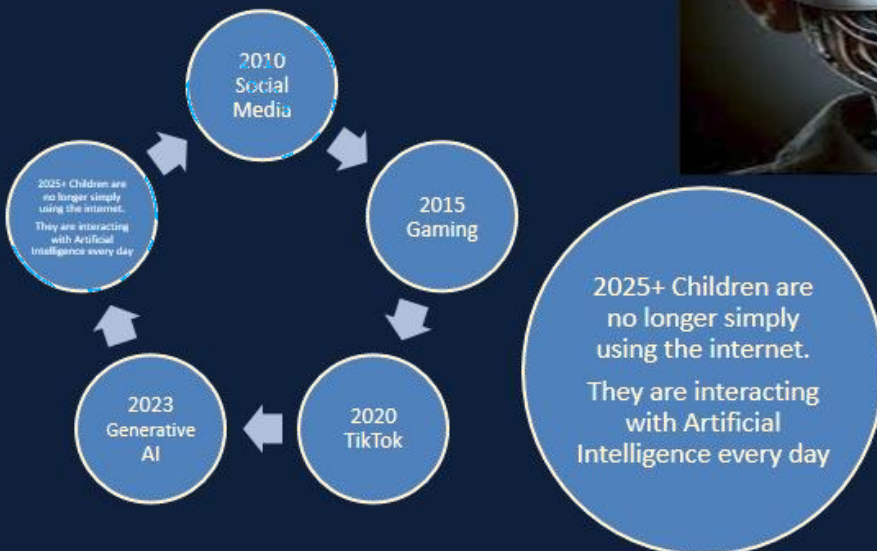 2010
Social
Media
2015
Gaming
2020
TikTok
2023
Generative
AI
2025+ Children are
no longer simply
using the internet.
They are interacting
with Artificial
Intelligence every day
2025+ Children are
no longer simply
using the internet.
They are interacting
with Artificial
Intelligence every day